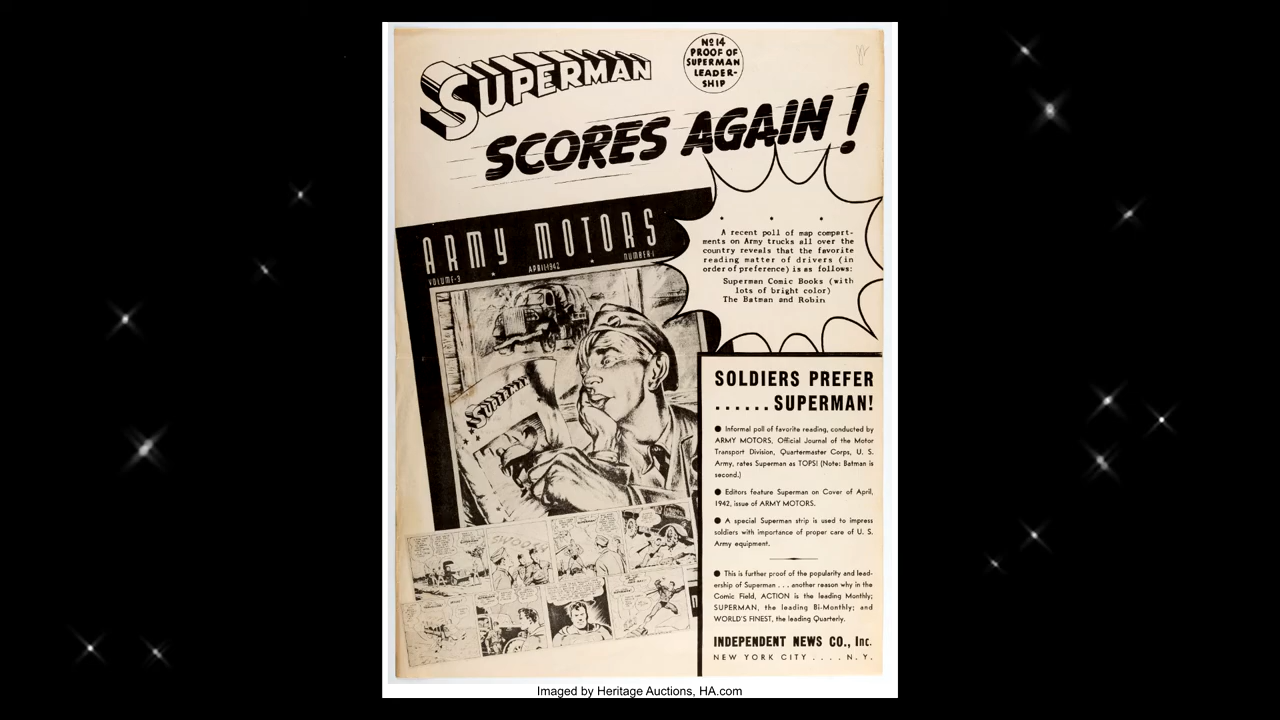 SUPERMAN
No 14
PROOF OF
SUPERMAN
LEADER-
SHIP
SCORES AGAIN!
ARMY MOTORS
VOLUME-3 APRIL-1942 NUMBER-1
A recent poll of map compart-
ments on Army trucks all over the
country reveals that the favorite
reading matter of drivers (in
order of preference) is as follows:
Superman Comic Books (with
lots of bright color)
The Batman and Robin
SUPERMAN
SOLDIERS PREFER
......SUPERMAN!
● Informal poll of favorite reading, conducted by
ARMY MOTORS, Official Journal of the Motor
Transport Division, Quartermaster Corps, U. S.
Army, rates Superman as TOPS! (Note: Batman is
second.)
● Editors feature Superman on Cover of April,
1942, issue of ARMY MOTORS.
● A special Superman strip is used to impress
soldiers with importance of proper care of U. S.
Army equipment.
● This is further proof of the popularity and lead-
ership of Superman . . . another reason why in the
Comic Field, ACTION is the leading Monthly;
SUPERMAN, the leading Bi-Monthly; and
WORLD'S FINEST, the leading Quarterly.
INDEPENDENT NEWS CO., Inc.
NEW YORK CITY . . . . N. Y.
Imaged by Heritage Auctions, HA.com